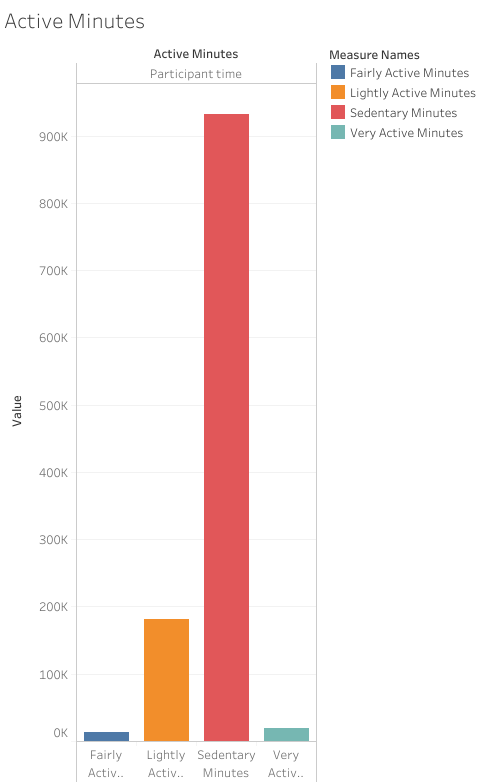 Active Minutes
Active Minutes
Participant time
Measure Names
Fairly Active Minutes
Lightly Active Minutes
Sedentary Minutes
Very Active Minutes
900K
800K
700K
600K
500K
400K
300K
200K
100K
0K
Value
Fairly Lightly Sedentary Very
Activ.. Activ.. Minutes Activ..